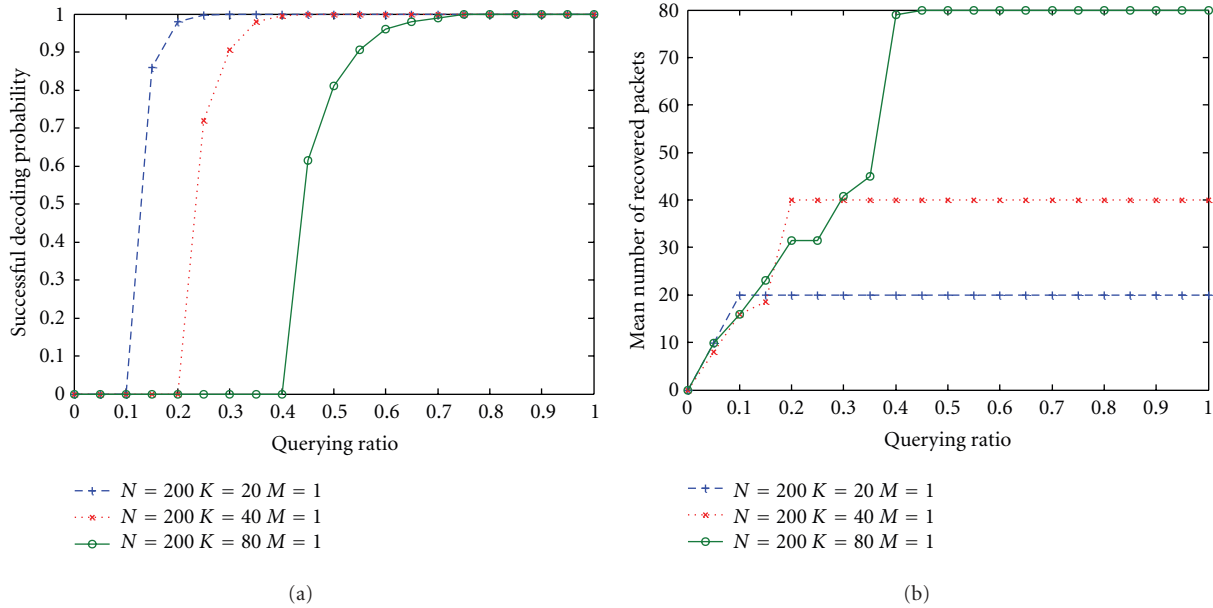 1
0.9
0.8
0.7
0.6
0.5
0.4
0.3
0.2
0.1
0
Successful decoding probability
0 0.1 0.2 0.3 0.4 0.5 0.6 0.7 0.8 0.9 1
Querying ratio
N = 200 K = 20 M = 1
N = 200 K = 40 M = 1
N = 200 K = 80 M = 1
(a)
80
70
60
50
40
30
20
10
0
Mean number of recovered packets
0 0.1 0.2 0.3 0.4 0.5 0.6 0.7 0.8 0.9 1
Querying ratio
N = 200 K = 20 M = 1
N = 200 K = 40 M = 1
N = 200 K = 80 M = 1
(b)